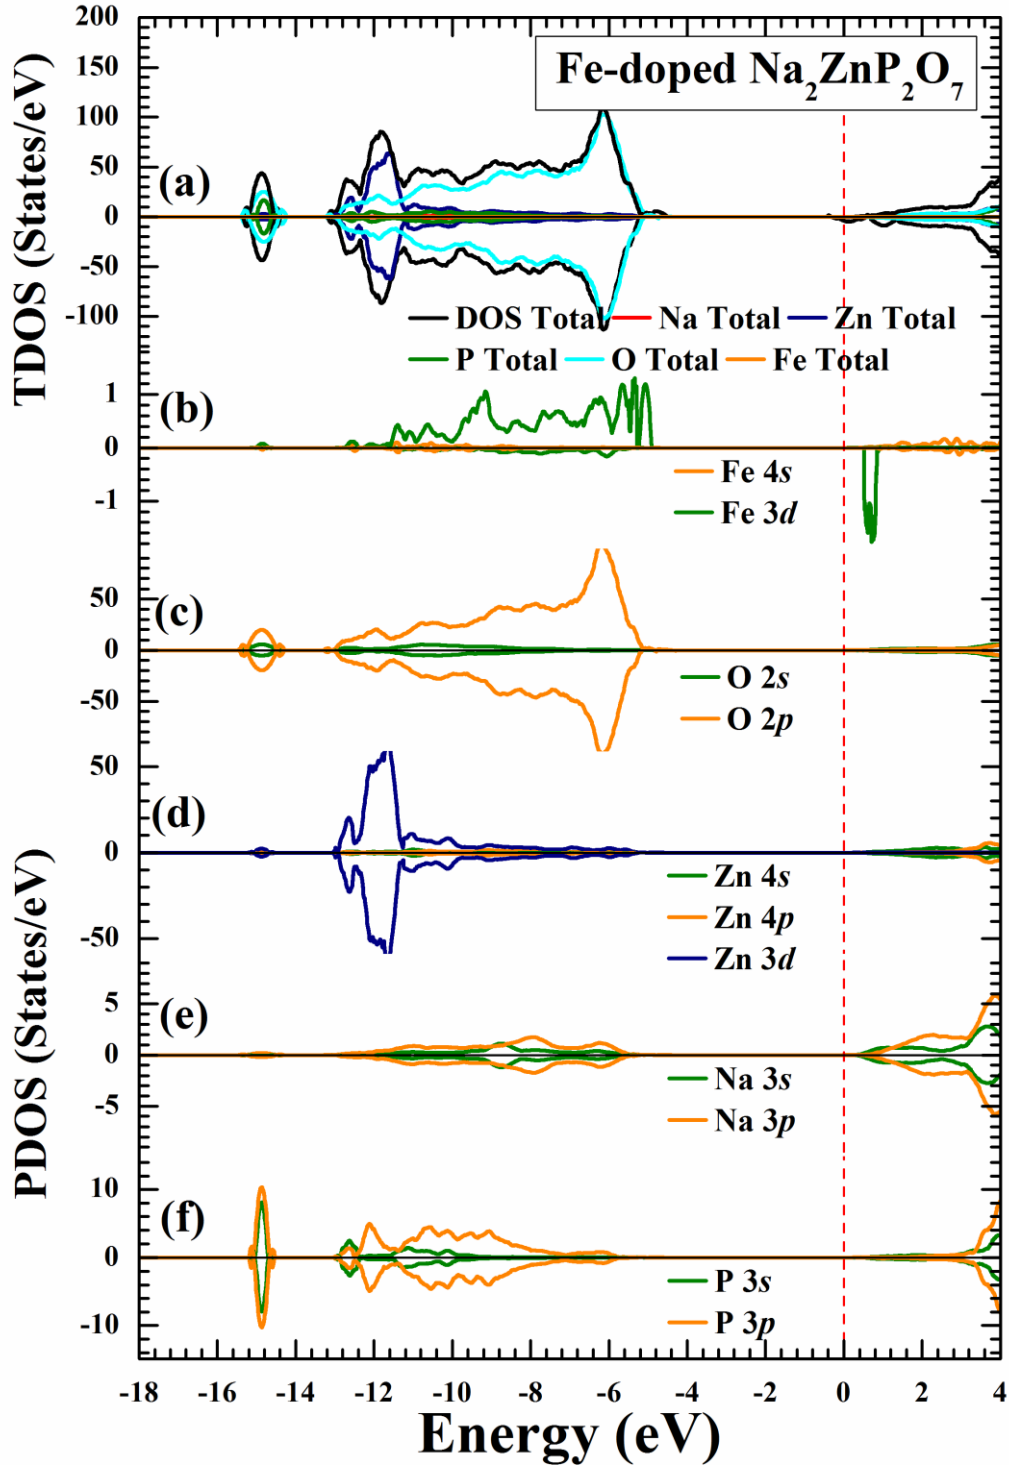 Fe-doped Na₂ZnP₂O₇
TDOS (States/eV)
200
150
100
50
0
-50
-100
(a)
DOS Total Na Total Zn Total
P Total O Total Fe Total
1
0
-1
(b)
Fe 4s
Fe 3d
50
0
-50
(c)
O 2s
O 2p
PDOS (States/eV)
50
0
-50
(d)
Zn 4s
Zn 4p
Zn 3d
5
0
-5
(e)
Na 3s
Na 3p
10
0
-10
(f)
P 3s
P 3p
-18 -16 -14 -12 -10 -8 -6 -4 -2 0 2 4
Energy (eV)